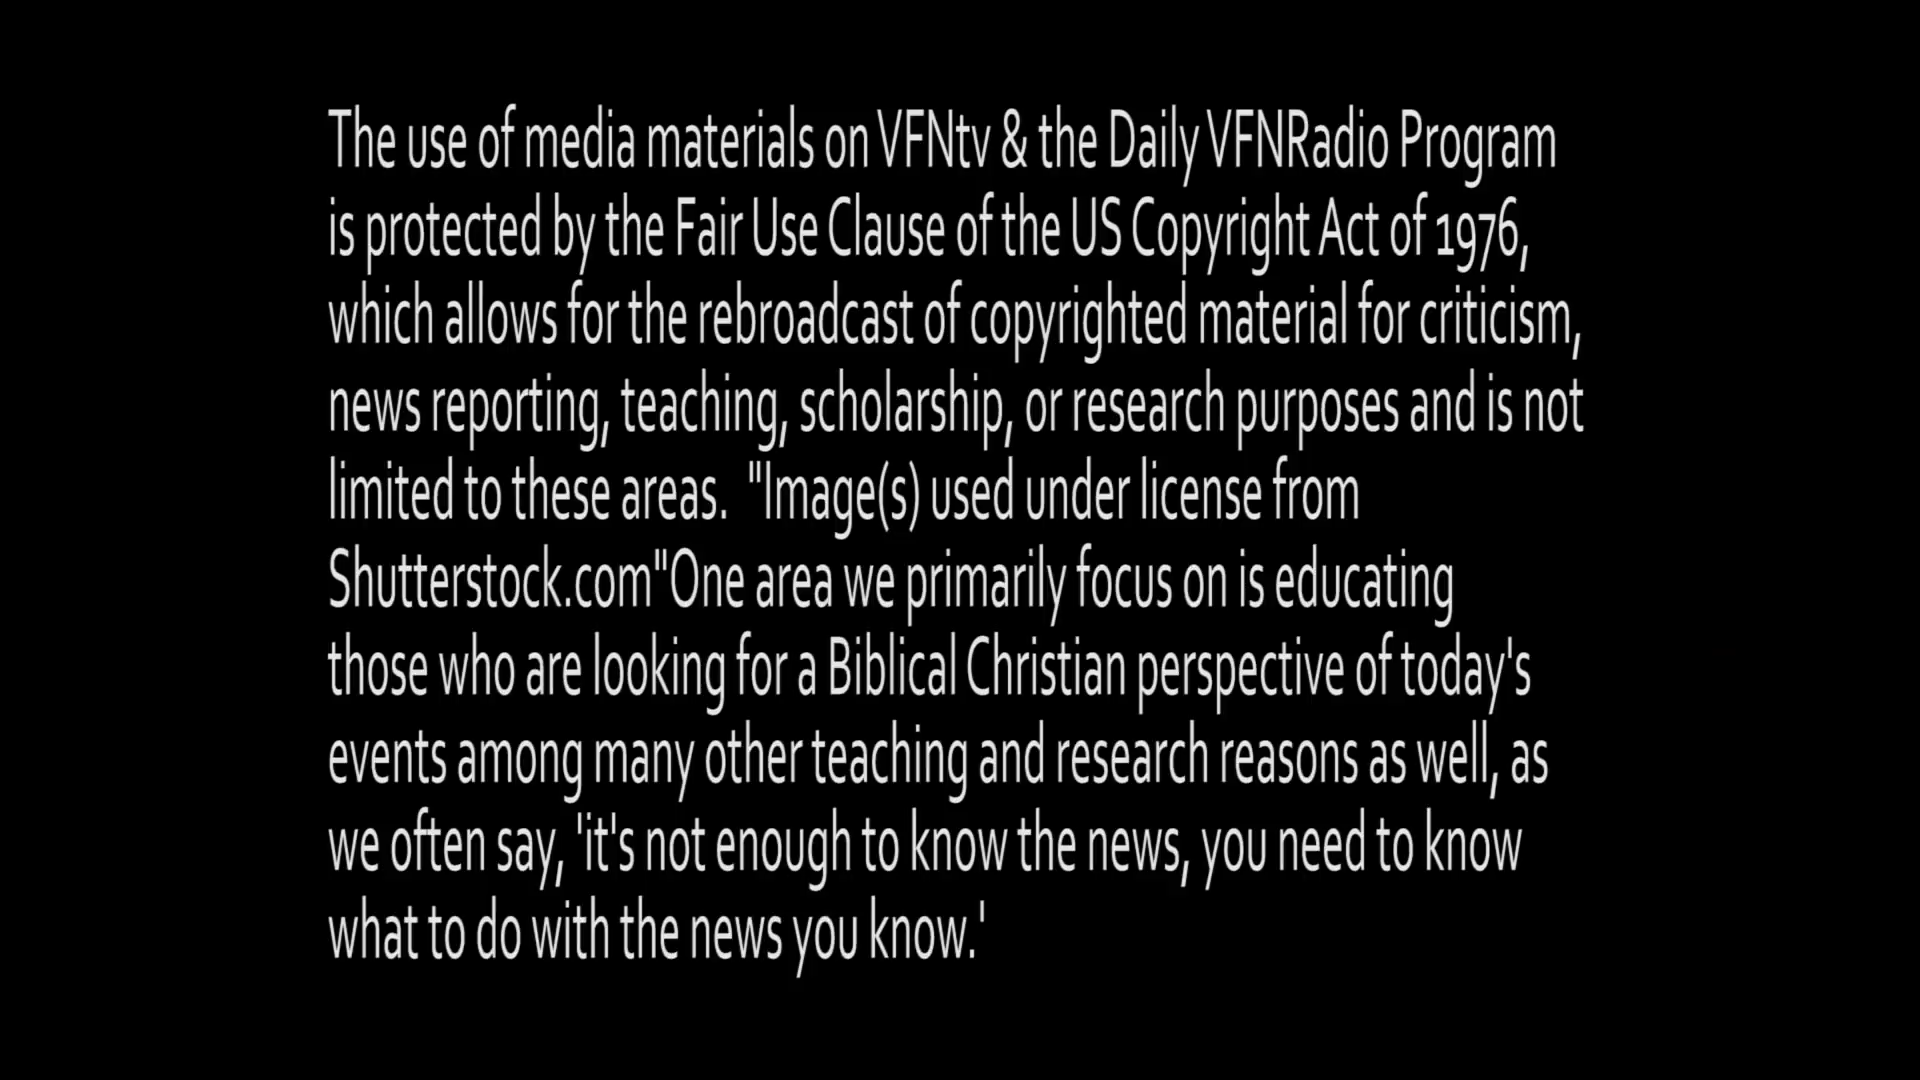 The use of media materials on VFNtv & the Daily VFNRadio Program
is protected by the Fair Use Clause of the US Copyright Act of 1976,
which allows for the rebroadcast of copyrighted material for criticism,
news reporting, teaching, scholarship, or research purposes and is not
limited to these areas.  "Image(s) used under license from
Shutterstock.com"One area we primarily focus on is educating
those who are looking for a Biblical Christian perspective of today's
events among many other teaching and research reasons as well, as
we often say, 'it's not enough to know the news, you need to know
what to do with the news you know.'